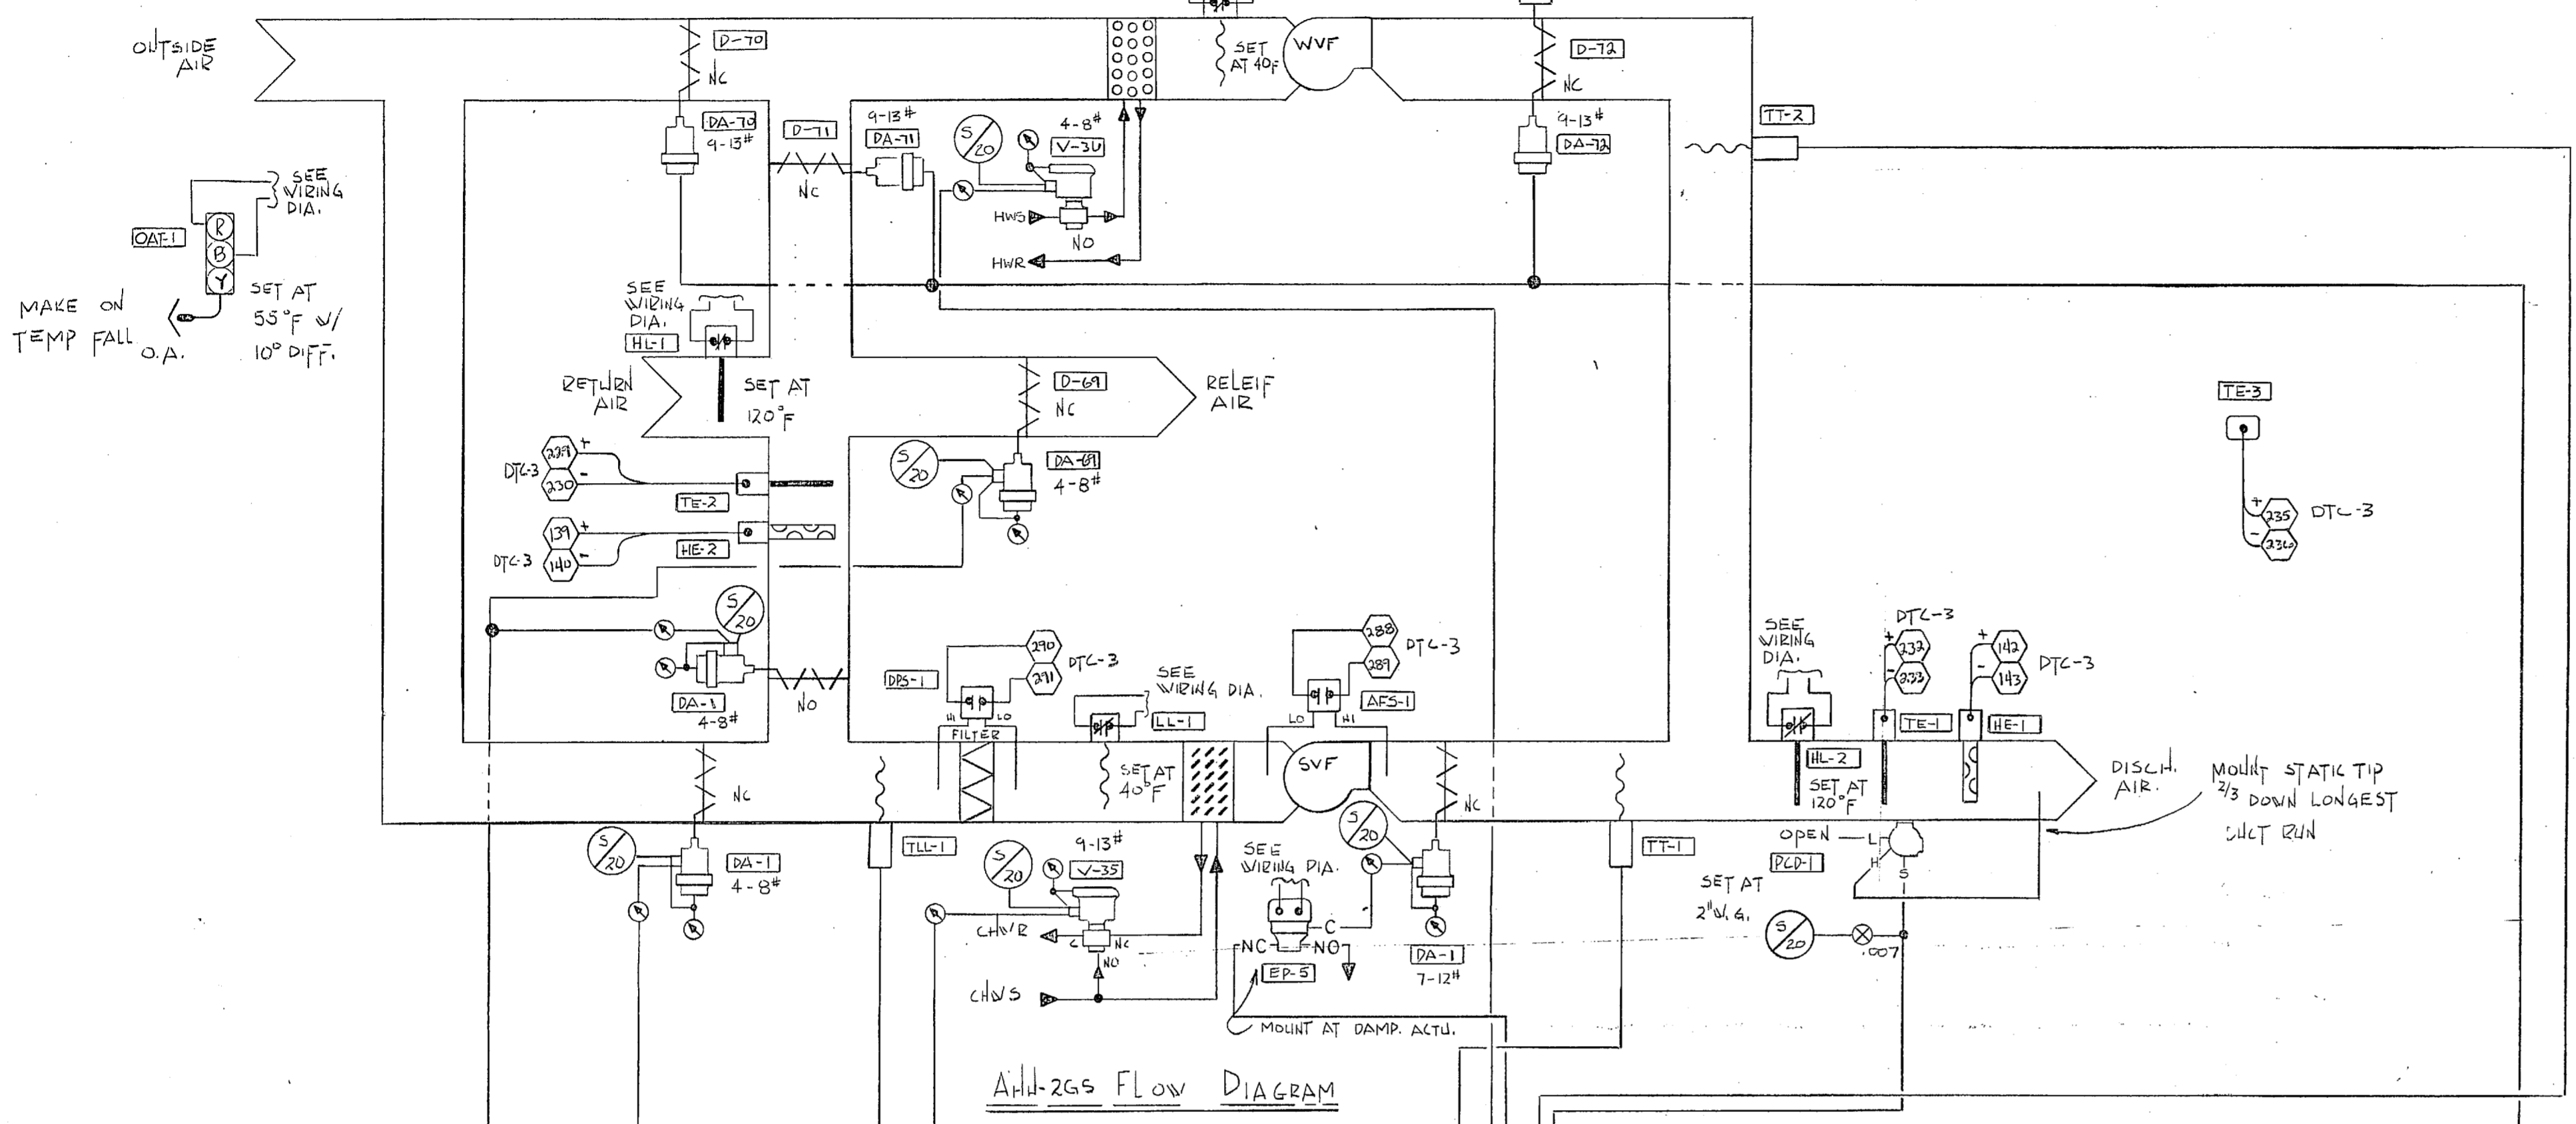 OUTSIDE
AIR
D-70
NC
DA-70
9-13#
D-71
NC
9-13#
DA-71
S/20
4-8#
V-36
HWS
NO
HWR
SET
AT 40F
WVF
D-72
NC
9-13#
DA-72
TT-2
SEE
WIRING
DIA.
OAT-1
R
B
Y
MAKE ON
TEMP FALL
O.A.
SET AT
55°F W/
10° DIFF.
SEE
WIRING
DIA.
HL-1
RETURN
AIR
SET AT
120°F
D-69
NC
RELEIF
AIR
S/20
DA-69
4-8#
229
+
DTC-3
230
-
TE-2
139
+
DTC-3
140
-
HE-2
TE-3
+
235
DTC-3
-
236
S/20
DA-1
4-8#
NO
DPS-1
290
291
DTC-3
HI
LO
FILTER
SEE
WIRING DIA.
LL-1
SET AT
40°F
288
289
DTC-3
AFS-1
LO
HI
SVF
NC
NC
SEE
WIRING
DIA.
HL-2
SET AT
120°F
DTC-3
+
232
-
233
TE-1
+
142
-
143
DTC-3
HE-1
DISCH.
AIR.
MOUNT STATIC TIP
2/3 DOWN LONGEST
DUCT RUN
S/20
DA-1
4-8#
TLL-1
S/20
9-13#
V-35
CHWR
C
NC
NO
CHWS
SEE
WIRING DIA.
C
NC
NO
EP-5
MOUNT AT DAMP. ACTU.
S/20
DA-1
7-12#
TT-1
OPEN
L
H
S
PCD-1
SET AT
2" W.G.
S/20
.007
AHU-2GS FLOW DIAGRAM